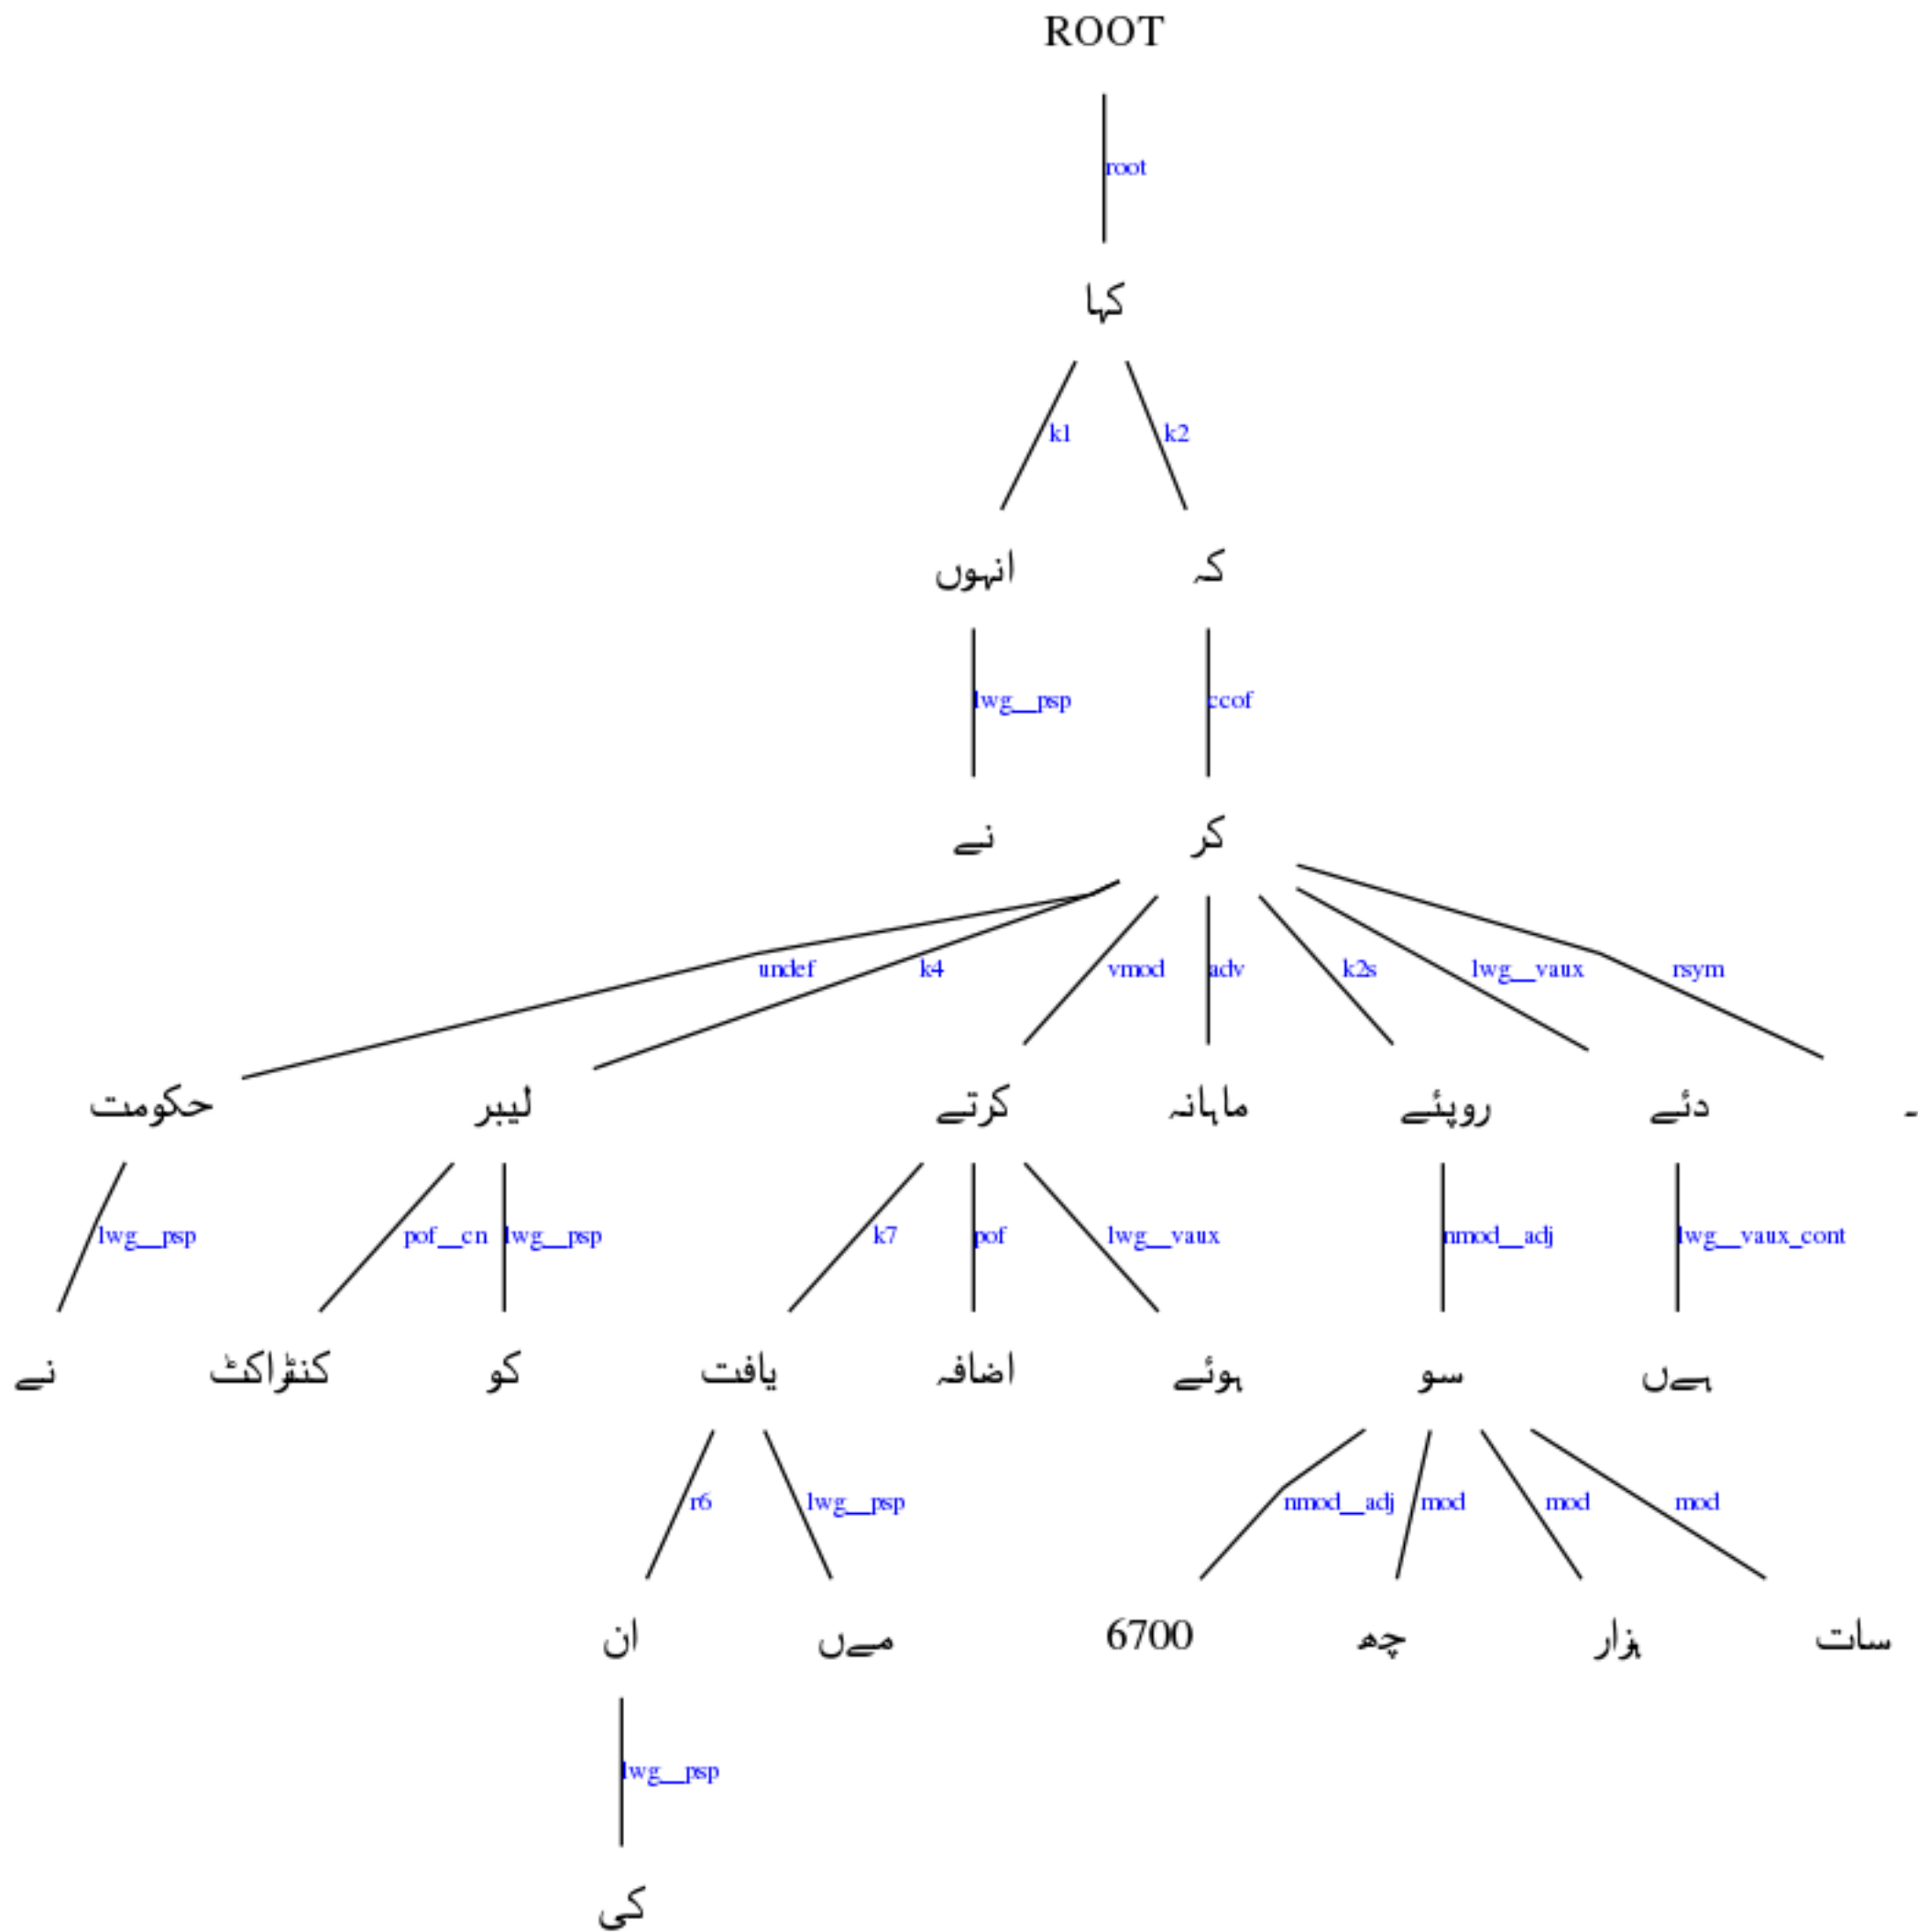 ROOT
root
کہا
k1 k2
انہوں کہ
lwg__psp ccof
نے کر
undef k4 vmod adv k2s lwg__vaux rsym
حکومت لیبر کرتے ماہانہ روپئے دئے ۔
lwg__psp pof__cn lwg__psp k7 pof lwg__vaux nmod__adj lwg__vaux_cont
نے کنٹراکٹ کو یافت اضافہ ہوئے سو ہےں
r6 lwg__psp nmod__adj mod mod mod
ان مےں 6700 چھ ہزار سات
lwg__psp
کی